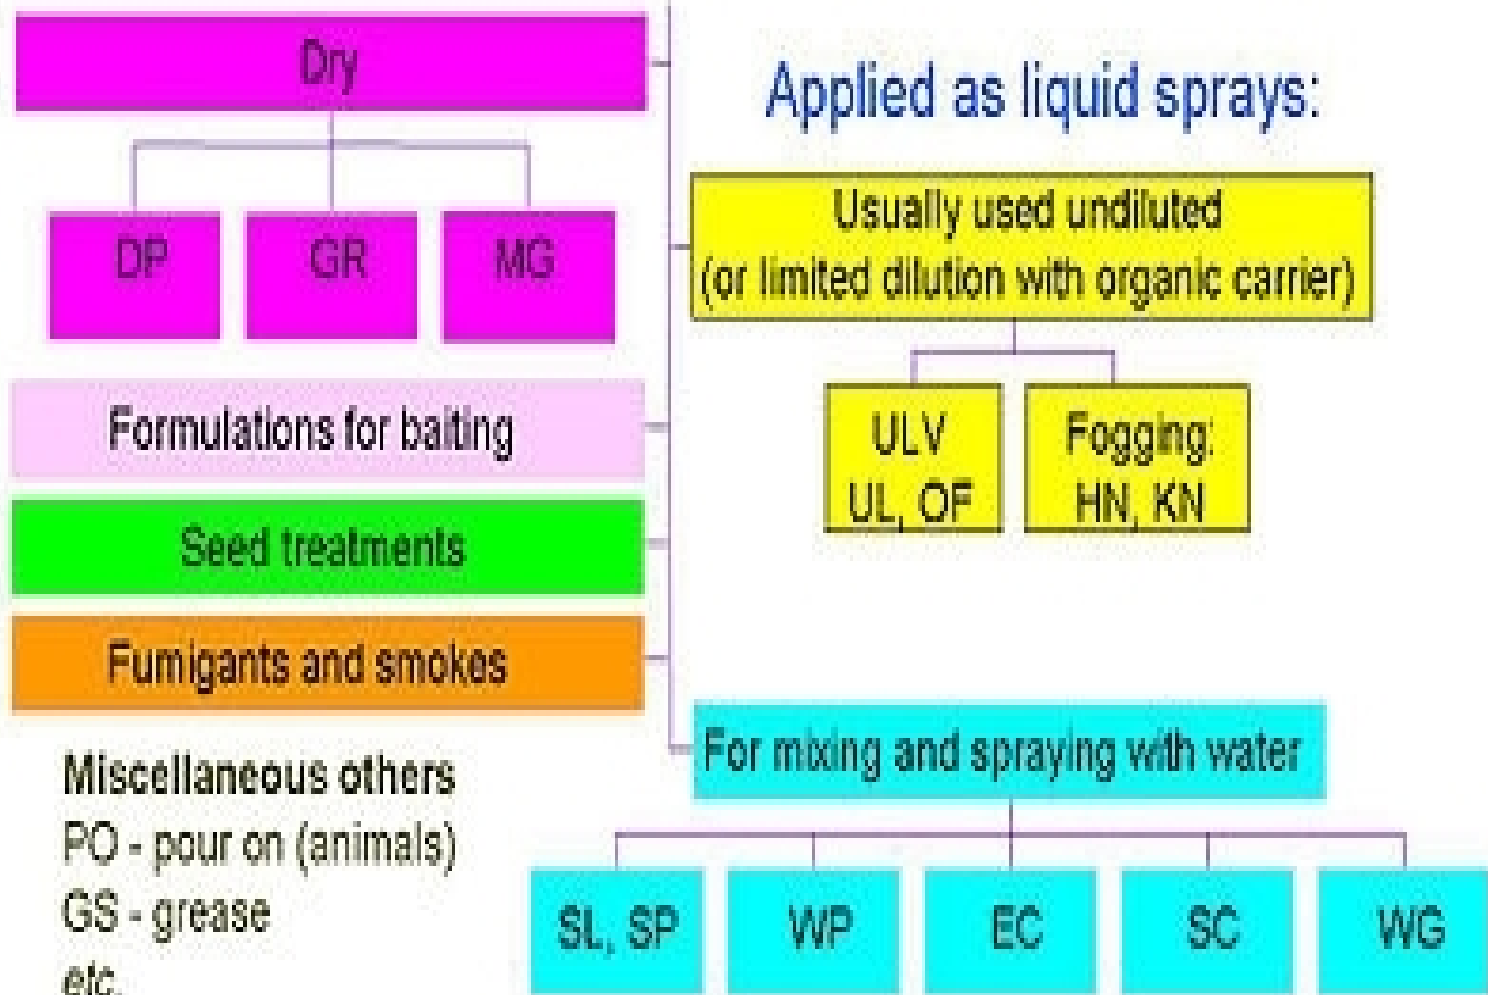 Dry
DP
GR
MG
Formulations for baiting
Seed treatments
Fumigants and smokes
Miscellaneous others
PO - pour on (animals)
GS - grease
etc.
Applied as liquid sprays:
Usually used undiluted
(or limited dilution with organic carrier)
ULV
UL, OF
Fogging:
HN, KN
For mixing and spraying with water
SL, SP
WP
EC
SC
WG